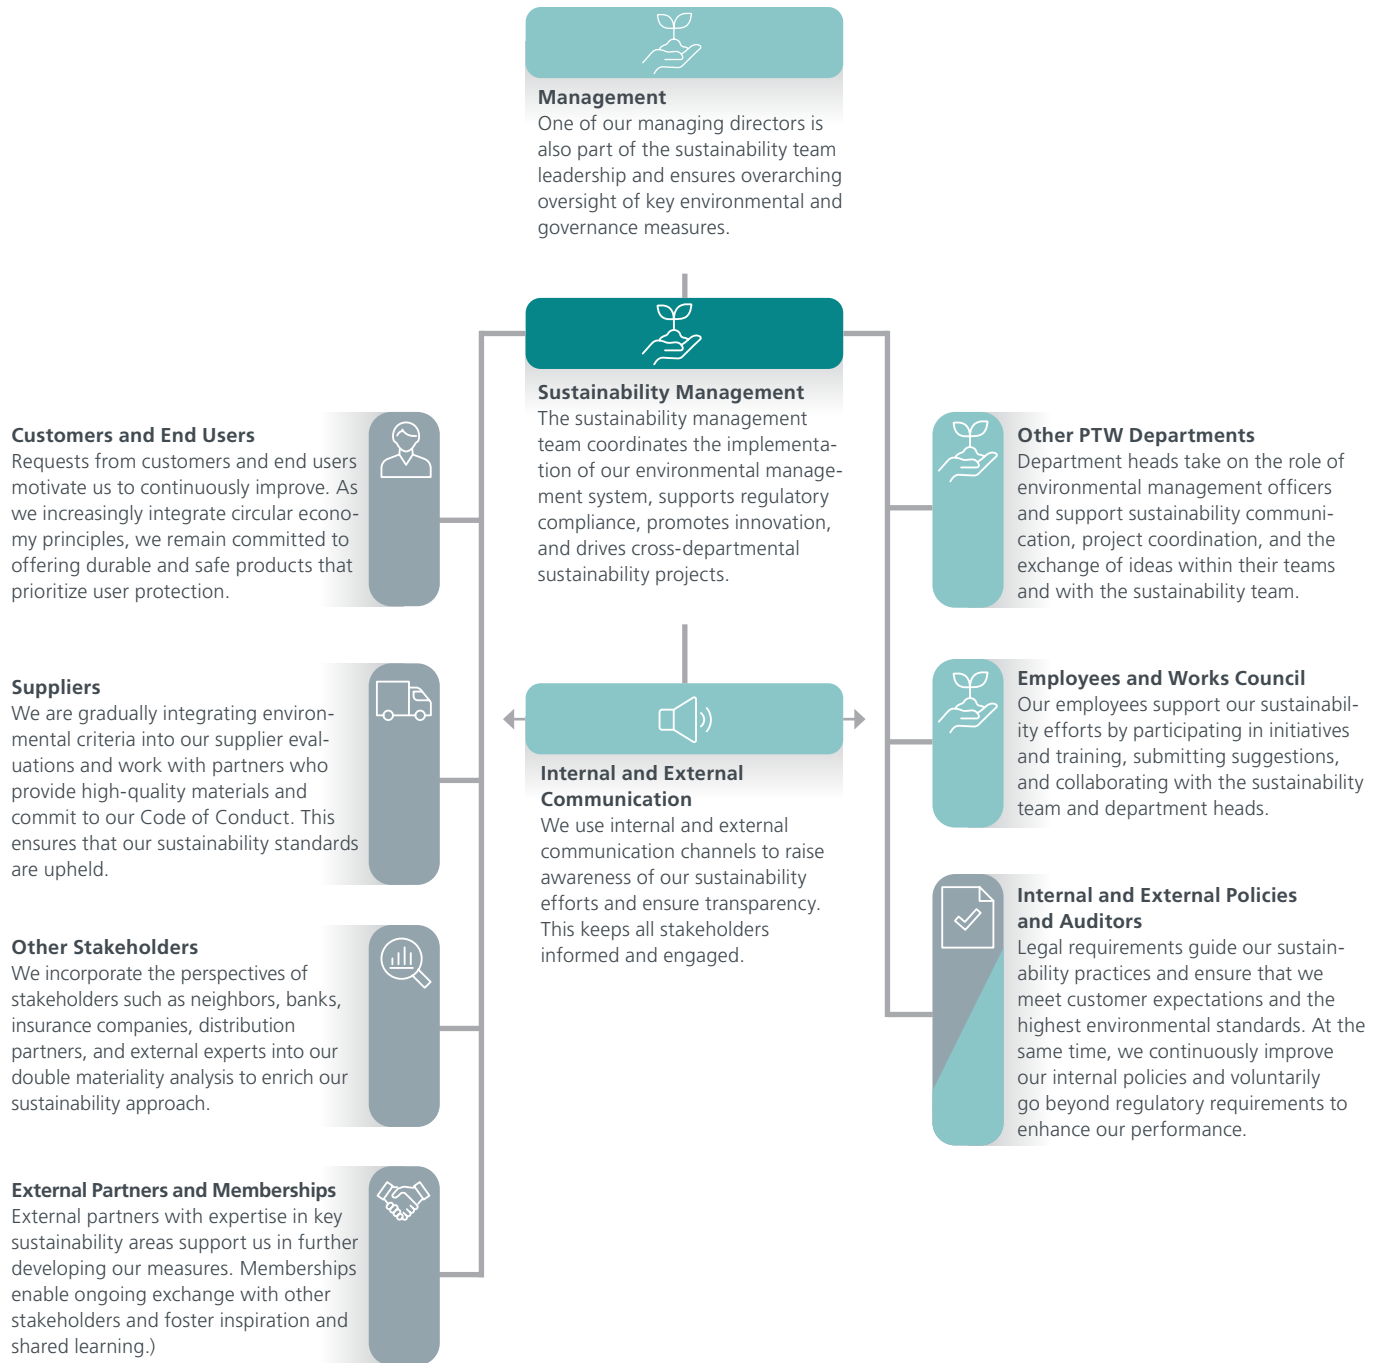 Management
One of our managing directors is
also part of the sustainability team
leadership and ensures overarching
oversight of key environmental and
governance measures.
Sustainability Management
The sustainability management
team coordinates the implementa-
tion of our environmental manage-
ment system, supports regulatory
compliance, promotes innovation,
and drives cross-departmental
sustainability projects.
Customers and End Users
Requests from customers and end users
motivate us to continuously improve. As
we increasingly integrate circular econo-
my principles, we remain committed to
offering durable and safe products that
prioritize user protection.
Suppliers
We are gradually integrating environ-
mental criteria into our supplier eval-
uations and work with partners who
provide high-quality materials and
commit to our Code of Conduct. This
ensures that our sustainability standards
are upheld.
Other Stakeholders
We incorporate the perspectives of
stakeholders such as neighbors, banks,
insurance companies, distribution
partners, and external experts into our
double materiality analysis to enrich our
sustainability approach.
External Partners and Memberships
External partners with expertise in key
sustainability areas support us in further
developing our measures. Memberships
enable ongoing exchange with other
stakeholders and foster inspiration and
shared learning.)
Internal and External
Communication
We use internal and external
communication channels to raise
awareness of our sustainability
efforts and ensure transparency.
This keeps all stakeholders
informed and engaged.
Other PTW Departments
Department heads take on the role of
environmental management officers
and support sustainability communi-
cation, project coordination, and the
exchange of ideas within their teams
and with the sustainability team.
Employees and Works Council
Our employees support our sustainabil-
ity efforts by participating in initiatives
and training, submitting suggestions,
and collaborating with the sustainability
team and department heads.
Internal and External Policies
and Auditors
Legal requirements guide our sustain-
ability practices and ensure that we
meet customer expectations and the
highest environmental standards. At the
same time, we continuously improve
our internal policies and voluntarily
go beyond regulatory requirements to
enhance our performance.